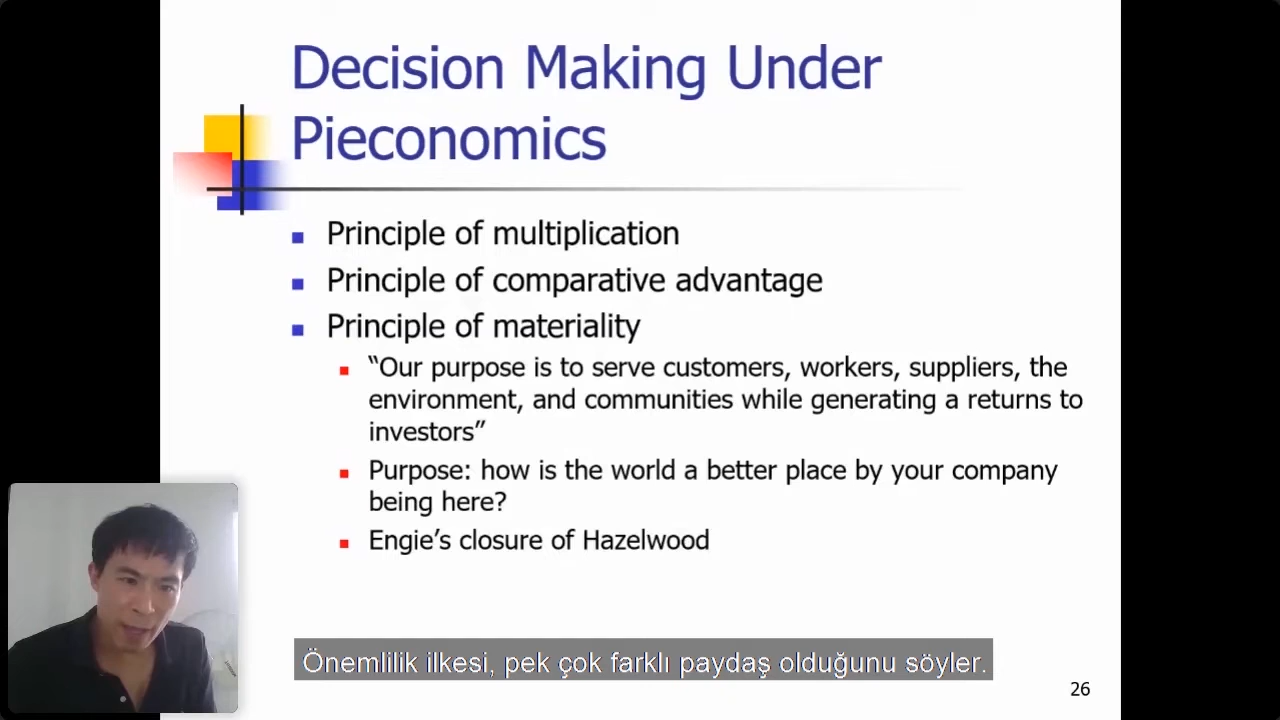 Decision Making Under
Pieconomics
Principle of multiplication
Principle of comparative advantage
Principle of materiality
“Our purpose is to serve customers, workers, suppliers, the
environment, and communities while generating a returns to
investors”
Purpose: how is the world a better place by your company
being here?
Engie’s closure of Hazelwood
Önemlilik ilkesi, pek çok farklı paydaş olduğunu söyler.
26